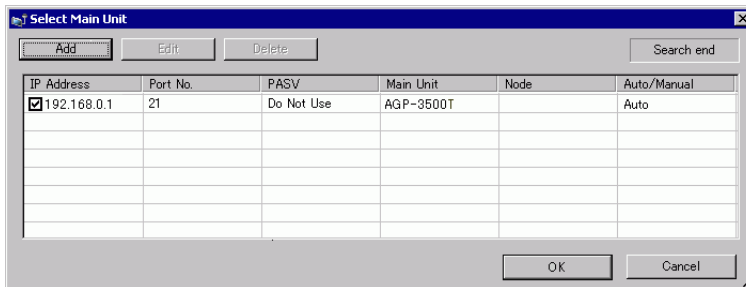 Select Main Unit
Add Edit Delete Search end
IP Address Port No. PASV Main Unit Node Auto/Manual
192.168.0.1 21 Do Not Use AGP-3500T Auto
OK Cancel